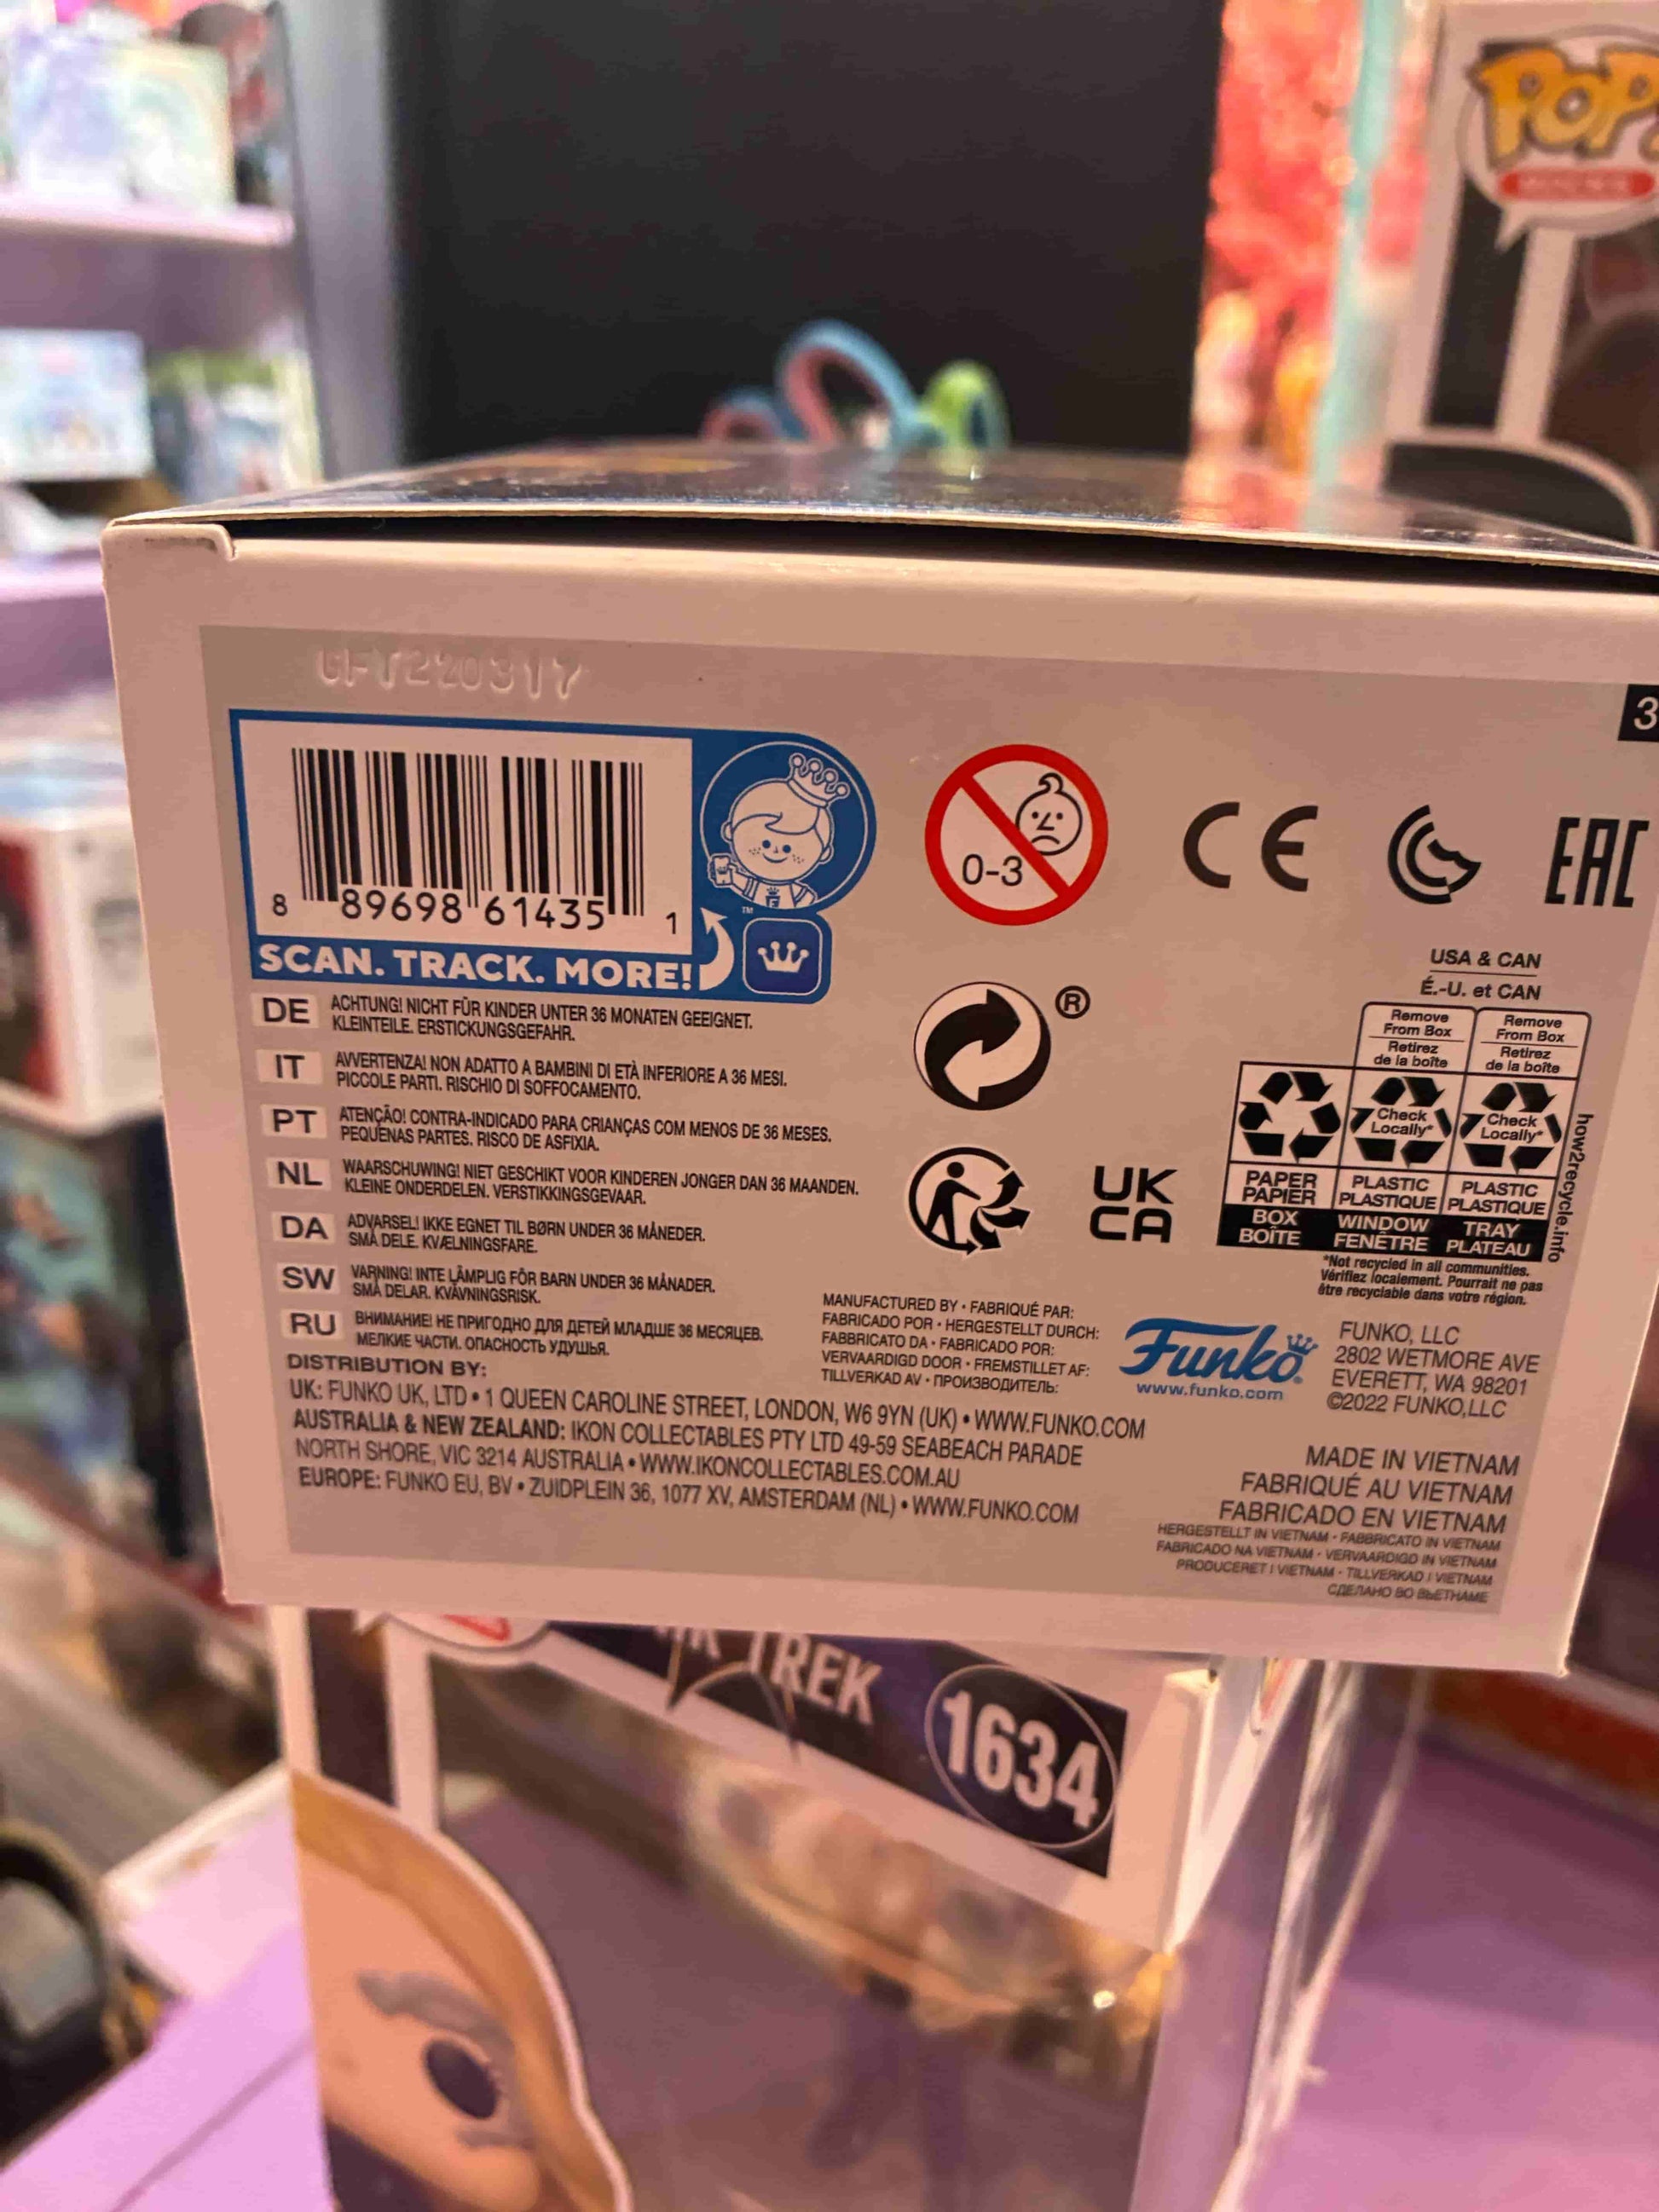 POP
GFT220317
3
8 89698 61435 1
SCAN. TRACK. MORE!
™
0-3
CE
EAC
®
UK
CA
USA & CAN
É.-U. et CAN
Remove From Box
Retirez de la boîte
Remove From Box
Retirez de la boîte
Check Locally*
Check Locally*
PAPER PAPIER
PLASTIC PLASTIQUE
PLASTIC PLASTIQUE
BOX BOÎTE
WINDOW FENÊTRE
TRAY PLATEAU
how2recycle.info
*Not recycled in all communities.
Vérifiez localement. Pourrait ne pas
être recyclable dans votre région.
DE ACHTUNG! NICHT FÜR KINDER UNTER 36 MONATEN GEEIGNET.
KLEINTEILE. ERSTICKUNGSGEFAHR.
IT AVVERTENZA! NON ADATTO A BAMBINI DI ETÀ INFERIORE A 36 MESI.
PICCOLE PARTI. RISCHIO DI SOFFOCAMENTO.
PT ATENÇÃO! CONTRA-INDICADO PARA CRIANÇAS COM MENOS DE 36 MESES.
PEQUENAS PARTES. RISCO DE ASFIXIA.
NL WAARSCHUWING! NIET GESCHIKT VOOR KINDEREN JONGER DAN 36 MAANDEN.
KLEINE ONDERDELEN. VERSTIKKINGSGEVAAR.
DA ADVARSEL! IKKE EGNET TIL BØRN UNDER 36 MÅNEDER.
SMÅ DELE. KVÆLNINGSFARE.
SW VARNING! INTE LÄMPLIG FÖR BARN UNDER 36 MÅNADER.
SMÅ DELAR. KVÄVNINGSRISK.
RU ВНИМАНИЕ! НЕ ПРИГОДНО ДЛЯ ДЕТЕЙ МЛАДШЕ 36 МЕСЯЦЕВ.
МЕЛКИЕ ЧАСТИ. ОПАСНОСТЬ УДУШЬЯ.
MANUFACTURED BY • FABRIQUÉ PAR:
FABRICADO POR • HERGESTELLT DURCH:
FABBRICATO DA • FABRICADO POR:
VERVAARDIGD DOOR • FREMSTILLET AF:
TILLVERKAD AV • ПРОИЗВОДИТЕЛЬ:
Funko®
www.funko.com
FUNKO, LLC
2802 WETMORE AVE
EVERETT, WA 98201
©2022 FUNKO,LLC
DISTRIBUTION BY:
UK: FUNKO UK, LTD • 1 QUEEN CAROLINE STREET, LONDON, W6 9YN (UK) • WWW.FUNKO.COM
AUSTRALIA & NEW ZEALAND: IKON COLLECTABLES PTY LTD 49-59 SEABEACH PARADE
NORTH SHORE, VIC 3214 AUSTRALIA • WWW.IKONCOLLECTABLES.COM.AU
EUROPE: FUNKO EU, BV • ZUIDPLEIN 36, 1077 XV, AMSTERDAM (NL) • WWW.FUNKO.COM
MADE IN VIETNAM
FABRIQUÉ AU VIETNAM
FABRICADO EN VIETNAM
HERGESTELLT IN VIETNAM • FABBRICATO IN VIETNAM
FABRICADO NA VIETNAM • VERVAARDIGD IN VIETNAM
PRODUCERET I VIETNAM • TILLVERKAD I VIETNAM
СДЕЛАНО ВО ВЬЕТНАМЕ
TREK
1634